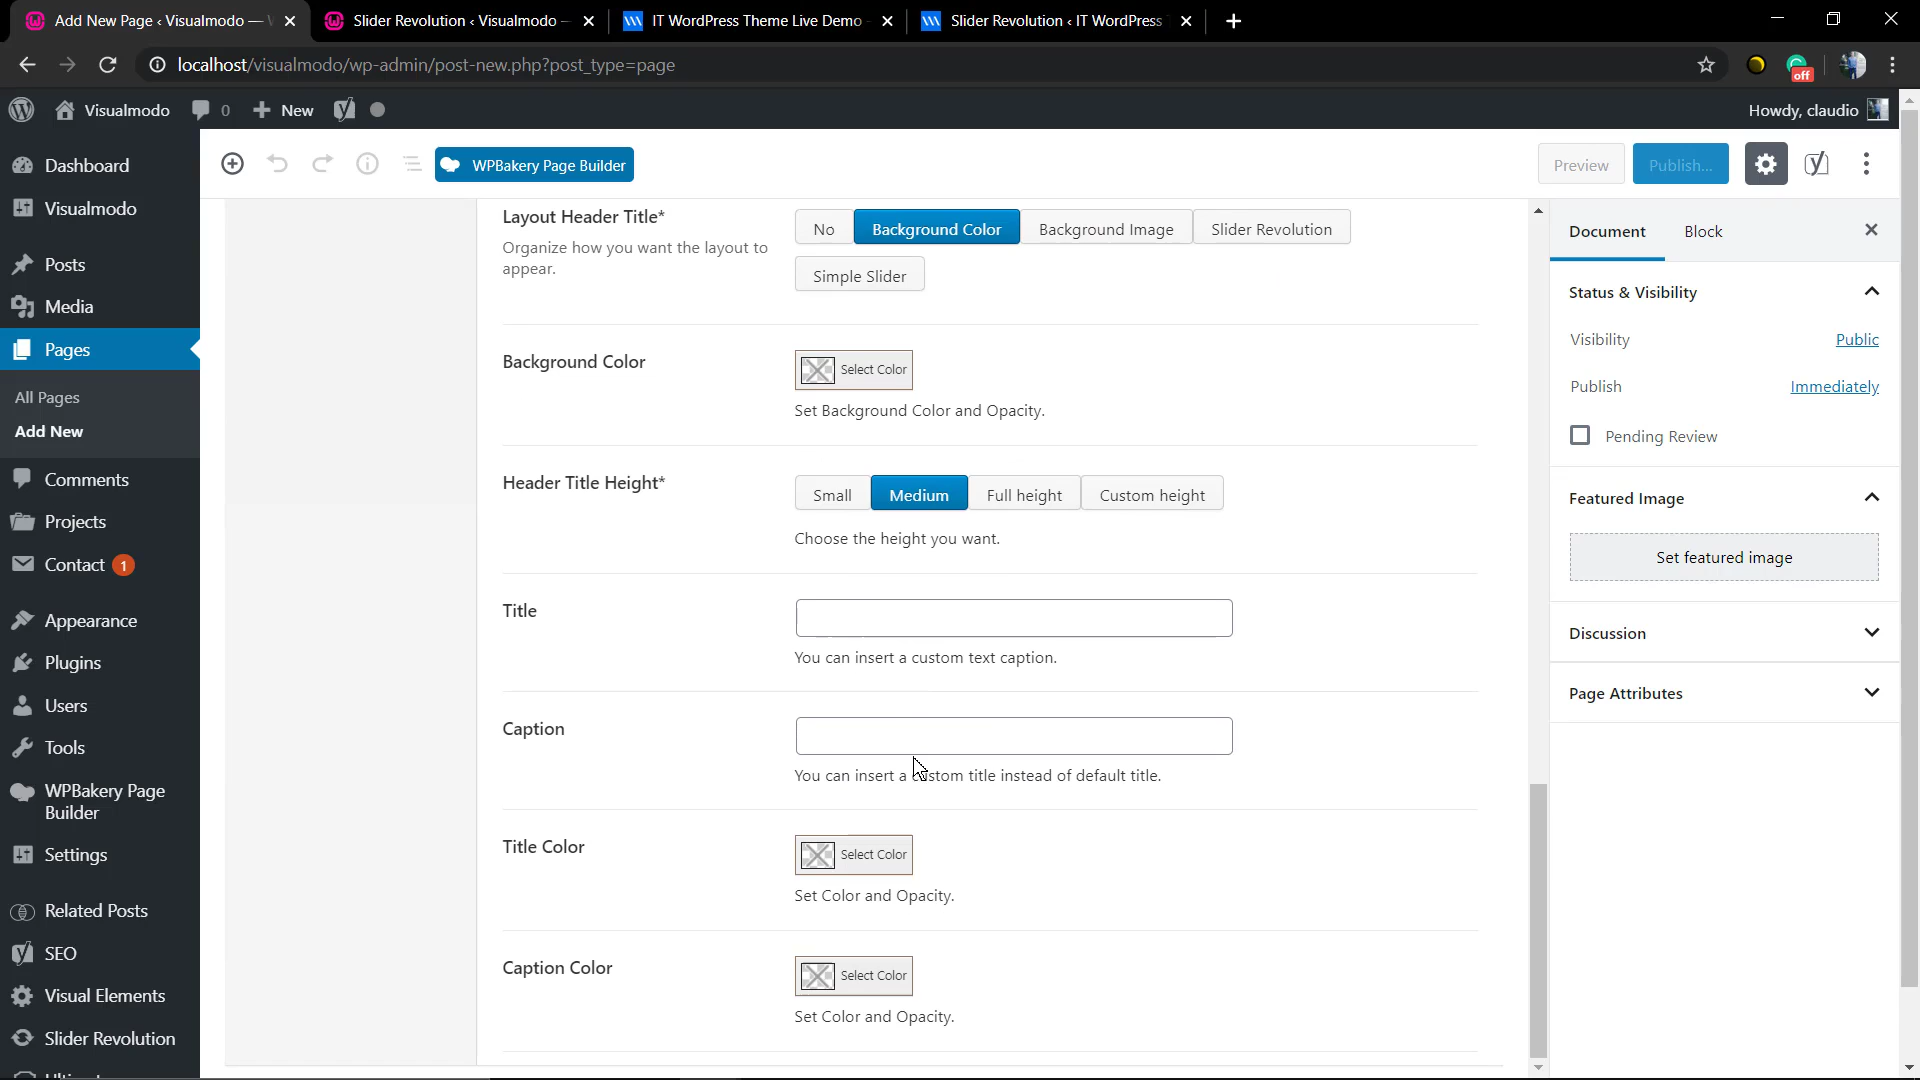 Add New Page ‹ Visualmodo —
Slider Revolution ‹ Visualmodo –
IT WordPress Theme Live Demo
Slider Revolution ‹ IT WordPress
localhost/visualmodo/wp-admin/post-new.php?post_type=page
off
Visualmodo
0
New
Howdy, claudio
Dashboard
Visualmodo
Posts
Media
Pages
All Pages
Add New
Comments
Projects
Contact 1
Appearance
Plugins
Users
Tools
WPBakery Page
Builder
Settings
Related Posts
SEO
Visual Elements
Slider Revolution
WPBakery Page Builder
Preview
Publish...
Layout Header Title*
Organize how you want the layout to
appear.
No
Background Color
Background Image
Slider Revolution
Simple Slider
Background Color
Select Color
Set Background Color and Opacity.
Header Title Height*
Small
Medium
Full height
Custom height
Choose the height you want.
Title
You can insert a custom text caption.
Caption
You can insert a custom title instead of default title.
Title Color
Select Color
Set Color and Opacity.
Caption Color
Select Color
Set Color and Opacity.
Document
Block
Status & Visibility
Visibility
Public
Publish
Immediately
Pending Review
Featured Image
Set featured image
Discussion
Page Attributes